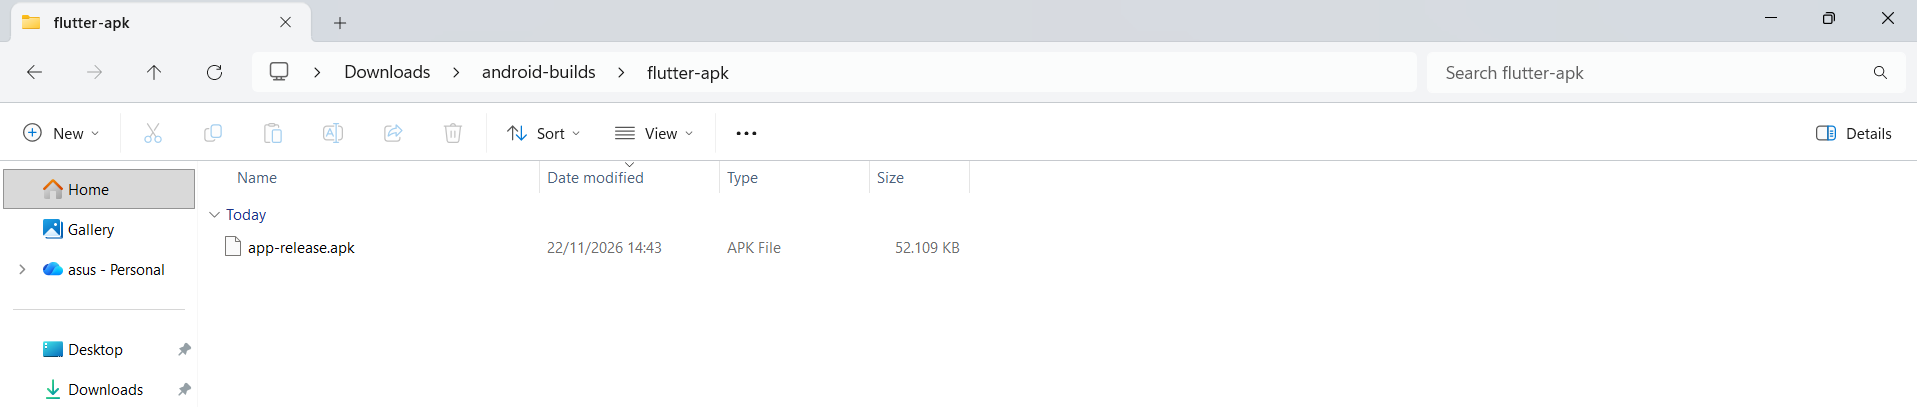 flutter-apk
Downloads android-builds flutter-apk Search flutter-apk
New Sort View Details
Name Date modified Type Size
Home
Today
Gallery
app-release.apk 22/11/2026 14:43 APK File 52.109 KB
asus - Personal
Desktop
Downloads